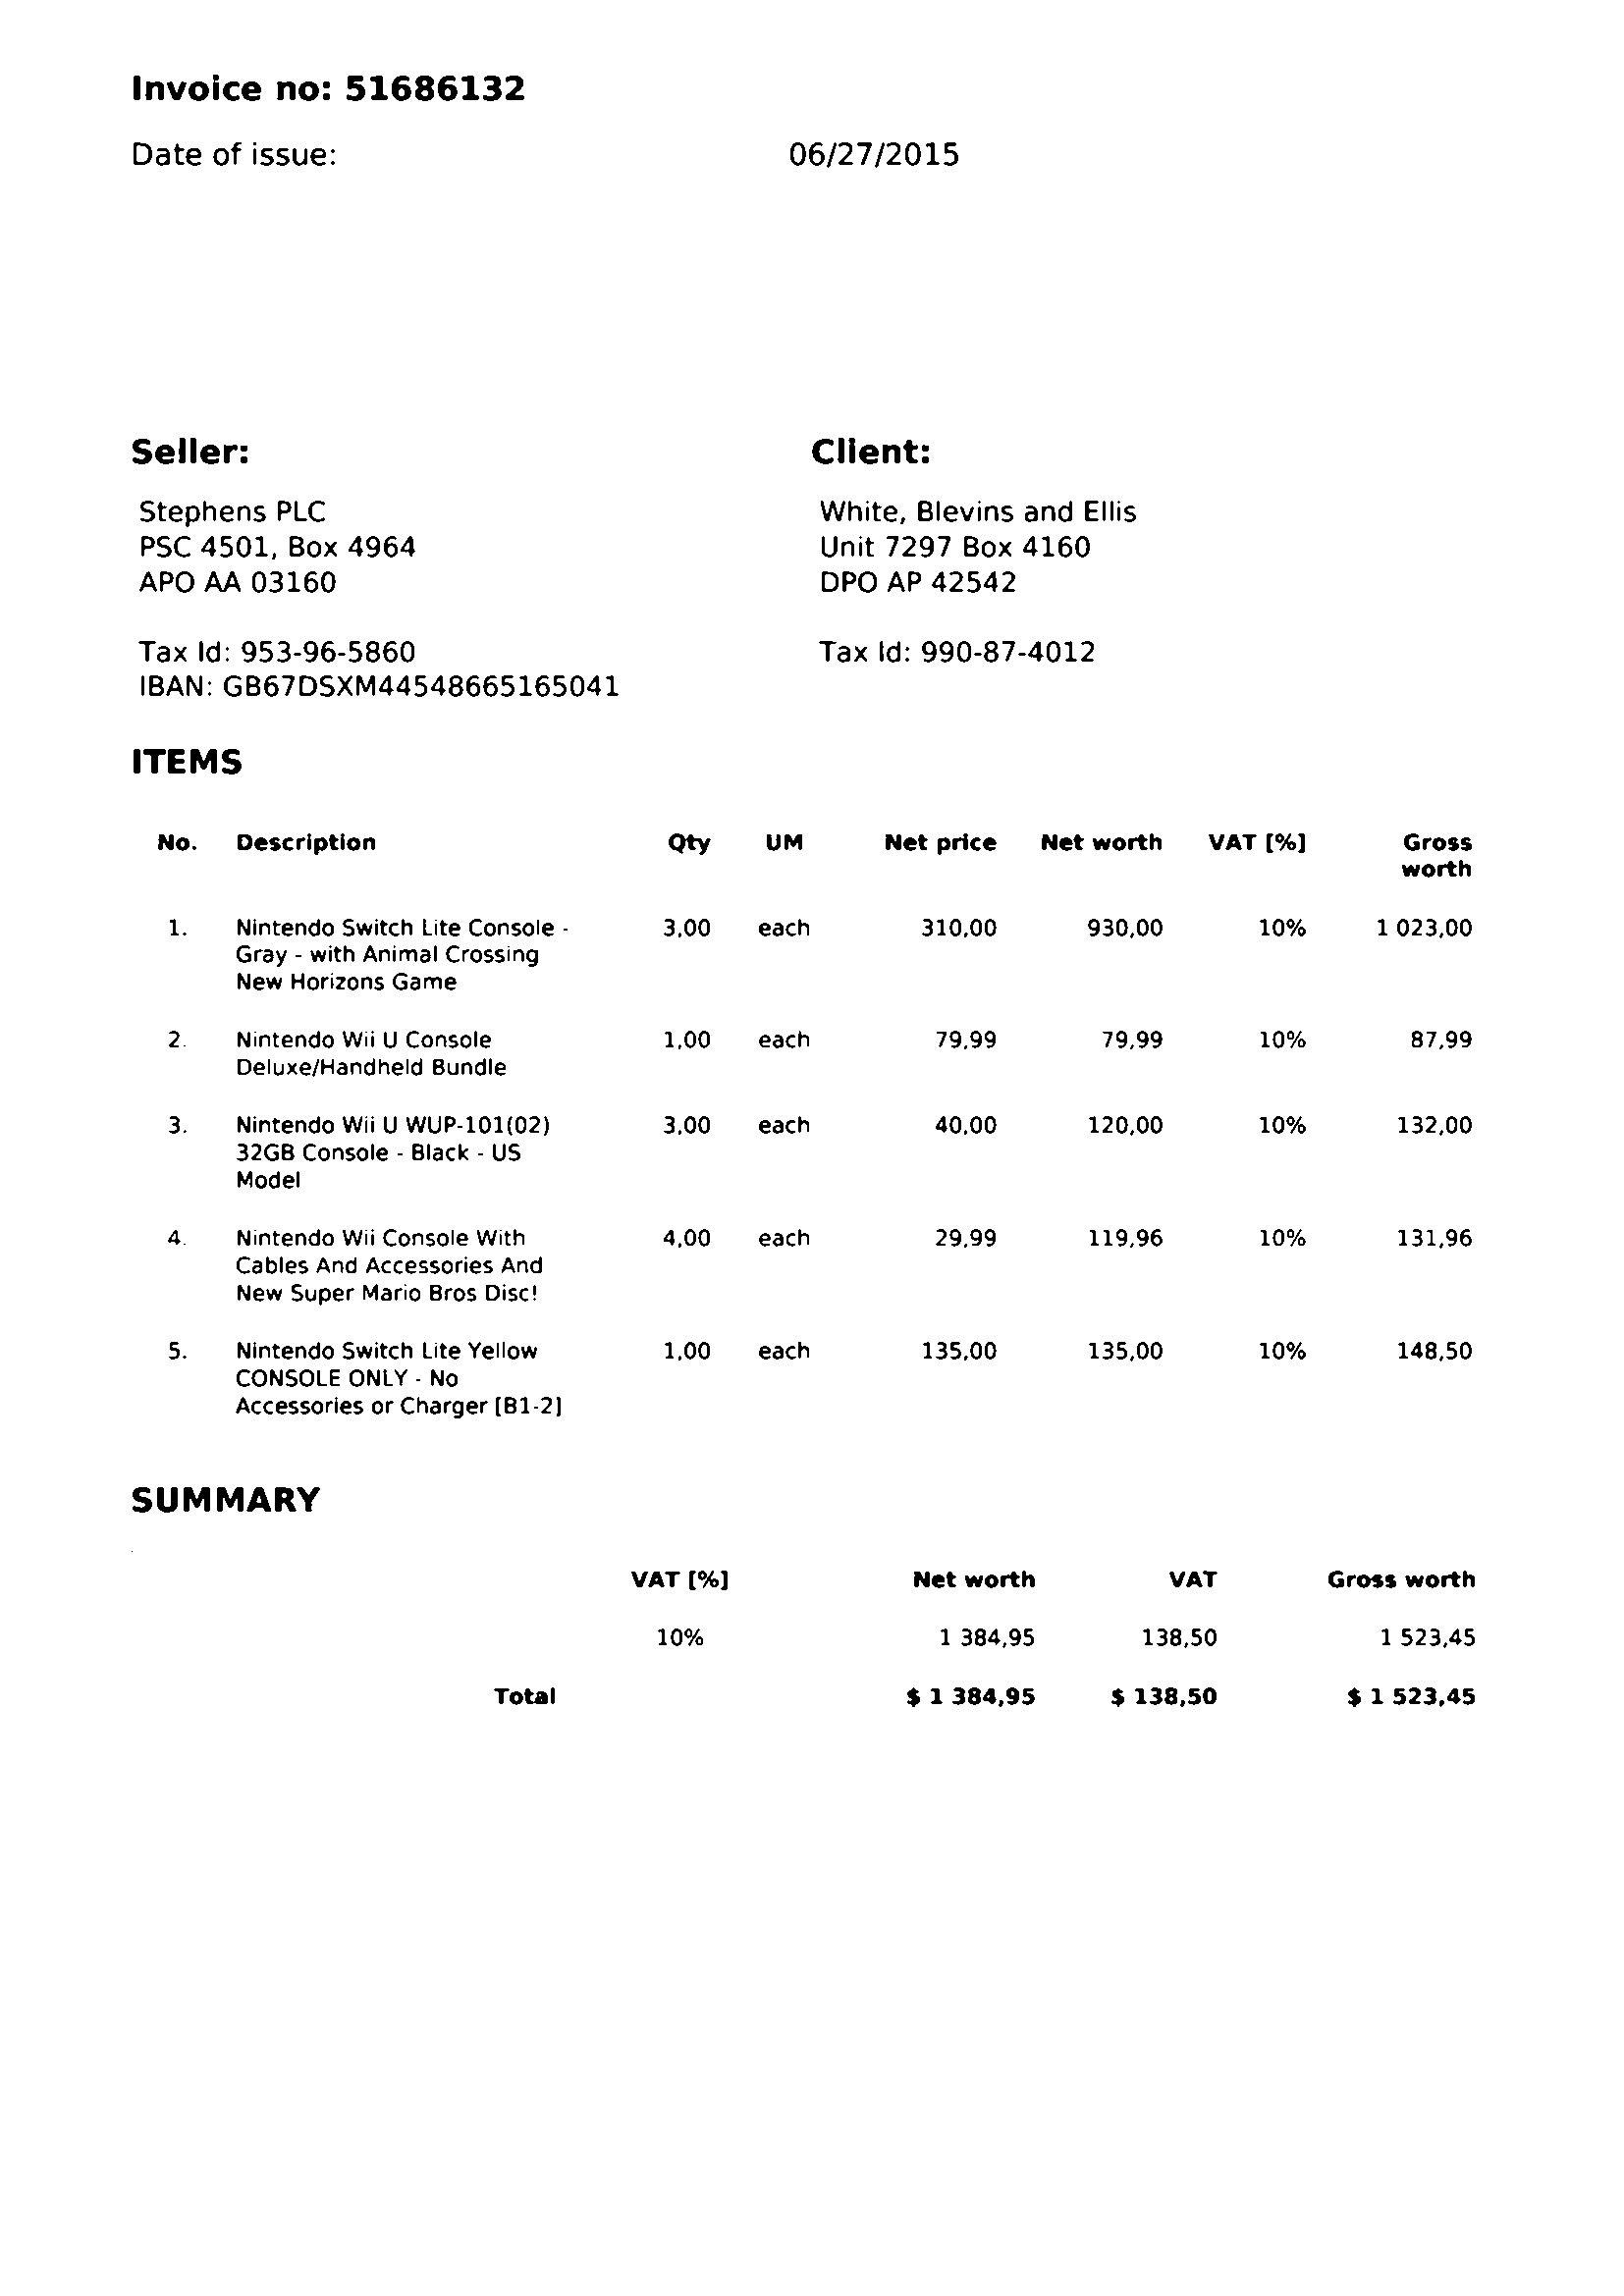 Invoice no: 51686132
Date of issue: 06/27/2015
Seller:
Stephens PLC
PSC 4501, Box 4964
APO AA 03160
Tax Id: 953-96-5860
IBAN: GB67DSXM44548665165041
Client:
White, Blevins and Ellis
Unit 7297 Box 4160
DPO AP 42542
Tax Id: 990-87-4012
ITEMS
No. Description Qty UM Net price Net worth VAT [%] Gross
worth
1. Nintendo Switch Lite Console - 3,00 each 310,00 930,00 10% 1 023,00
Gray - with Animal Crossing
New Horizons Game
2. Nintendo Wii U Console 1,00 each 79,99 79,99 10% 87,99
Deluxe/Handheld Bundle
3. Nintendo Wii U WUP-101(02) 3,00 each 40,00 120,00 10% 132,00
32GB Console - Black - US
Model
4. Nintendo Wii Console With 4,00 each 29,99 119,96 10% 131,96
Cables And Accessories And
New Super Mario Bros Disc!
5. Nintendo Switch Lite Yellow 1,00 each 135,00 135,00 10% 148,50
CONSOLE ONLY - No
Accessories or Charger [B1-2]
SUMMARY
VAT [%] Net worth VAT Gross worth
10% 1 384,95 138,50 1 523,45
Total $ 1 384,95 $ 138,50 $ 1 523,45